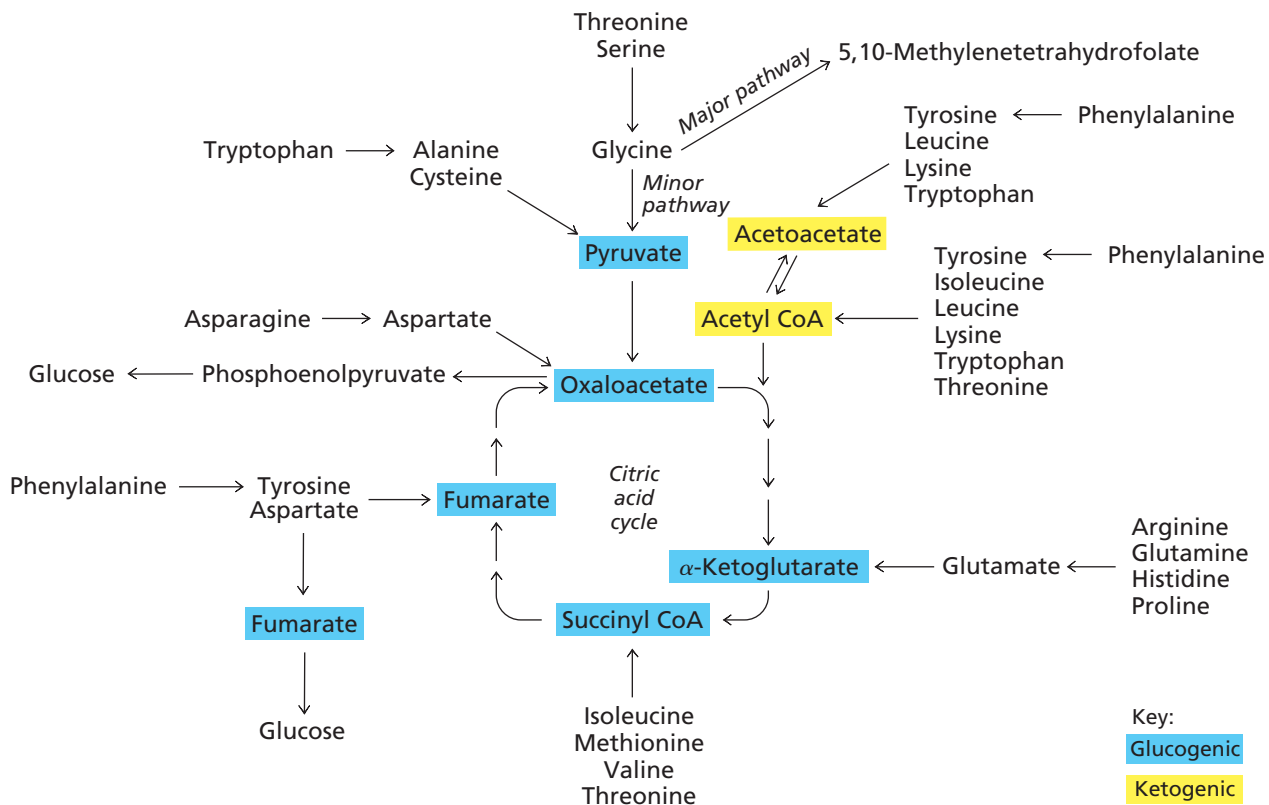 Threonine
Serine
5,10-Methylenetetrahydrofolate
Major pathway
Tyrosine
Phenylalanine
Leucine
Lysine
Tryptophan
Tryptophan
Alanine
Cysteine
Glycine
Minor
pathway
Acetoacetate
Pyruvate
Tyrosine
Phenylalanine
Isoleucine
Leucine
Lysine
Tryptophan
Threonine
Acetyl CoA
Asparagine
Aspartate
Glucose
Phosphoenolpyruvate
Oxaloacetate
Phenylalanine
Tyrosine
Aspartate
Fumarate
Citric
acid
cycle
α-Ketoglutarate
Glutamate
Arginine
Glutamine
Histidine
Proline
Fumarate
Succinyl CoA
Glucose
Isoleucine
Methionine
Valine
Threonine
Key:
Glucogenic
Ketogenic